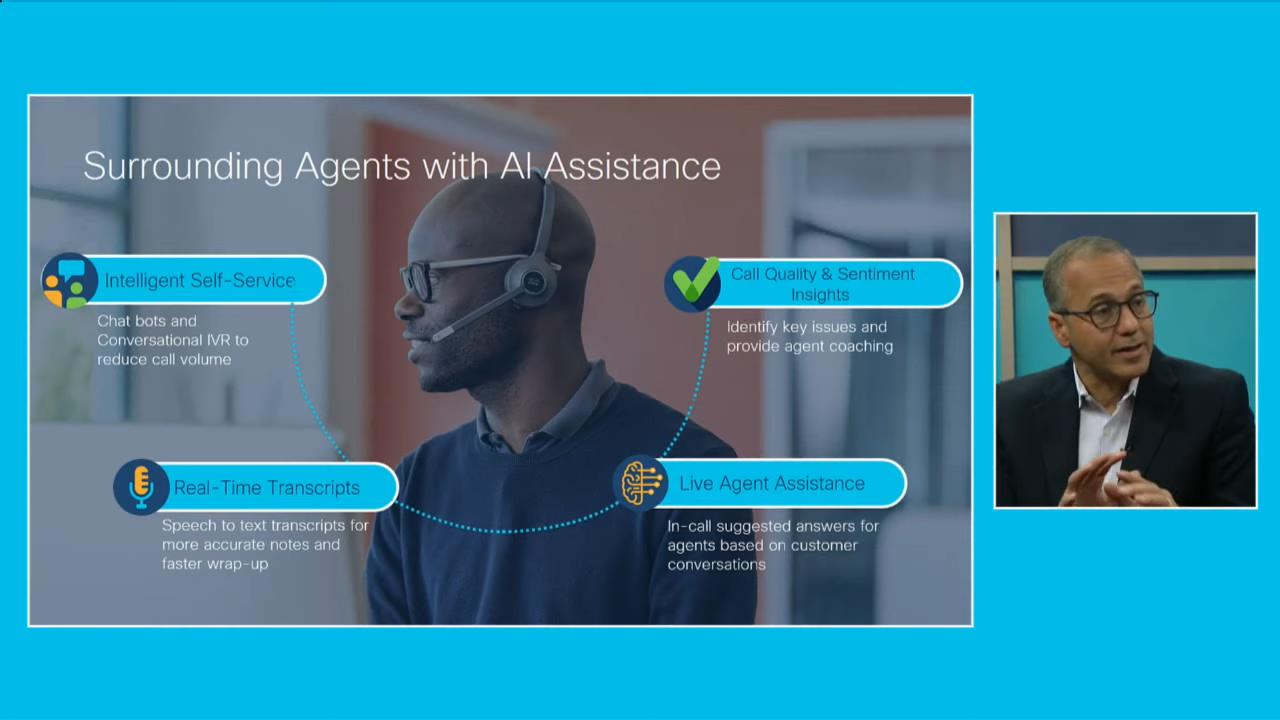 Surrounding Agents with AI Assistance
Intelligent Self-Service
Chat bots and
Conversational IVR to
reduce call volume
Call Quality & Sentiment
Insights
Identify key issues and
provide agent coaching
Real-Time Transcripts
Speech to text transcripts for
more accurate notes and
faster wrap-up
Live Agent Assistance
In-call suggested answers for
agents based on customer
conversations